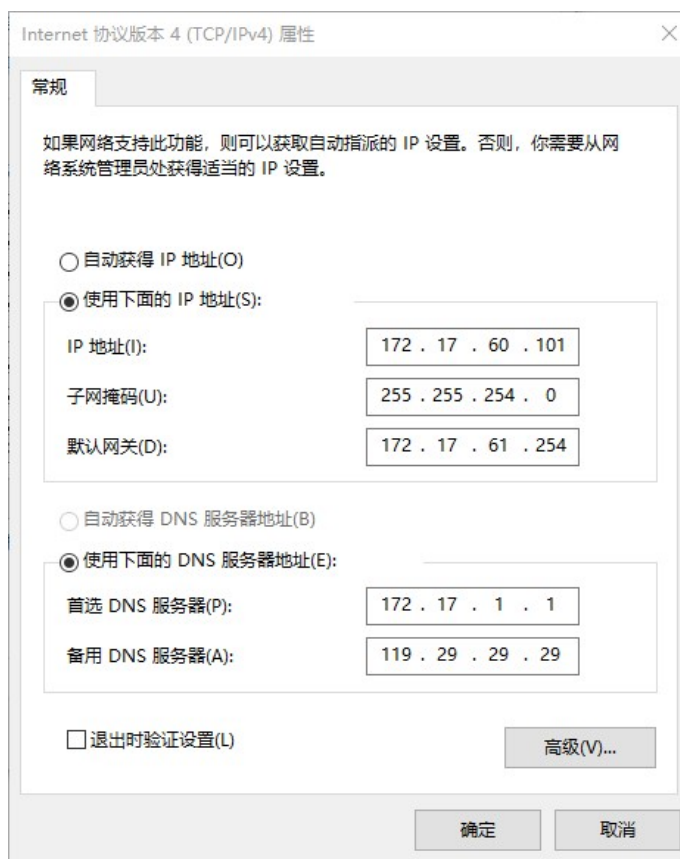 Internet 协议版本 4 (TCP/IPv4) 属性
常规
如果网络支持此功能，则可以获取自动指派的 IP 设置。否则，你需要从网
络系统管理员处获得适当的 IP 设置。
自动获得 IP 地址(O)
使用下面的 IP 地址(S):
IP 地址(I): 172 . 17 . 60 . 101
子网掩码(U): 255 . 255 . 254 . 0
默认网关(D): 172 . 17 . 61 . 254
自动获得 DNS 服务器地址(B)
使用下面的 DNS 服务器地址(E):
首选 DNS 服务器(P): 172 . 17 . 1 . 1
备用 DNS 服务器(A): 119 . 29 . 29 . 29
退出时验证设置(L)
高级(V)...
确定 取消